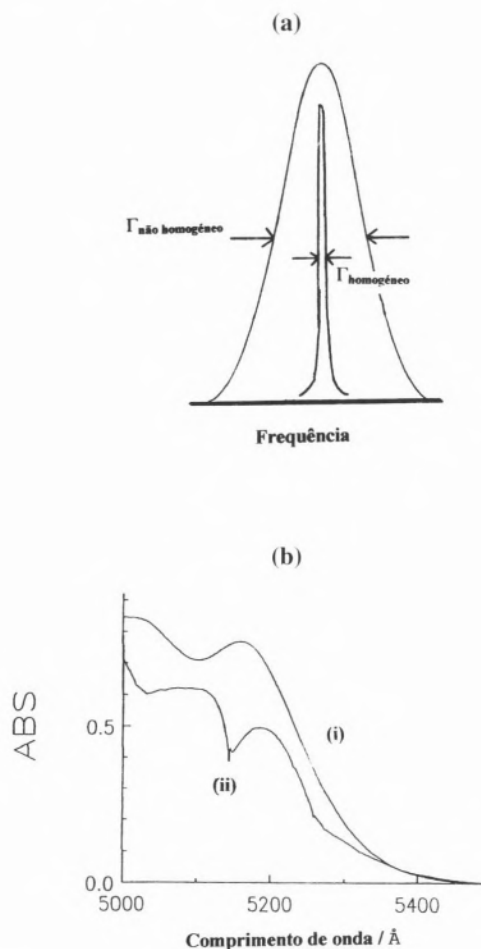 (a)
Γnão homogéneo
Γhomogéneo
Frequência
(b)
ABS
0.5
0.0
(i)
(ii)
5000 5200 5400
Comprimento de onda / Å